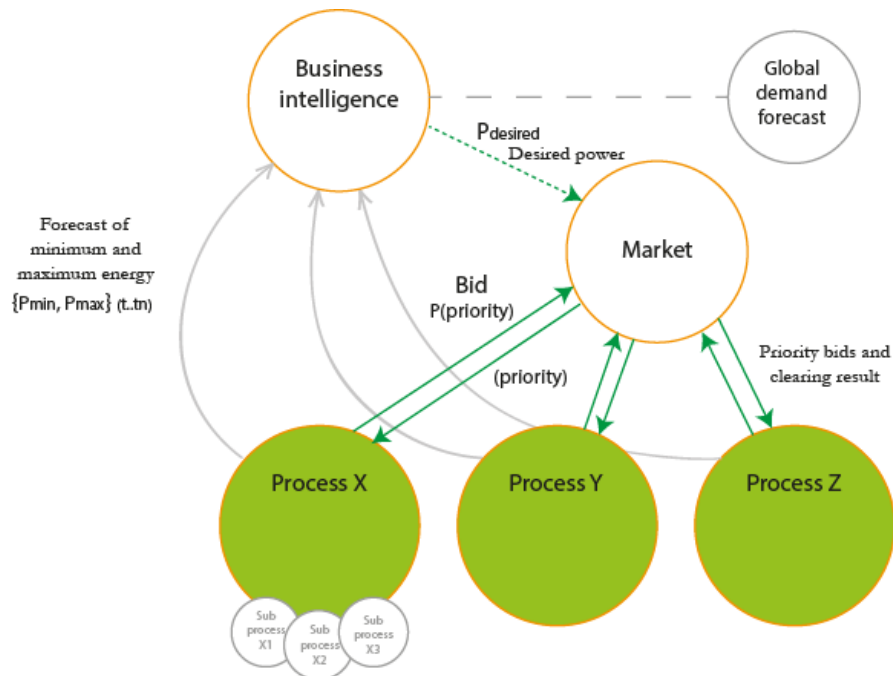 Business
intelligence
Global
demand
forecast
Pdesired
Desired power
Forecast of
minimum and
maximum energy
{Pmin, Pmax} (t..tn)
Market
Bid
P(priority)
(priority)
Priority bids and
clearing result
Process X
Process Y
Process Z
Sub
process
X1
Sub
process
X2
Sub
process
X3